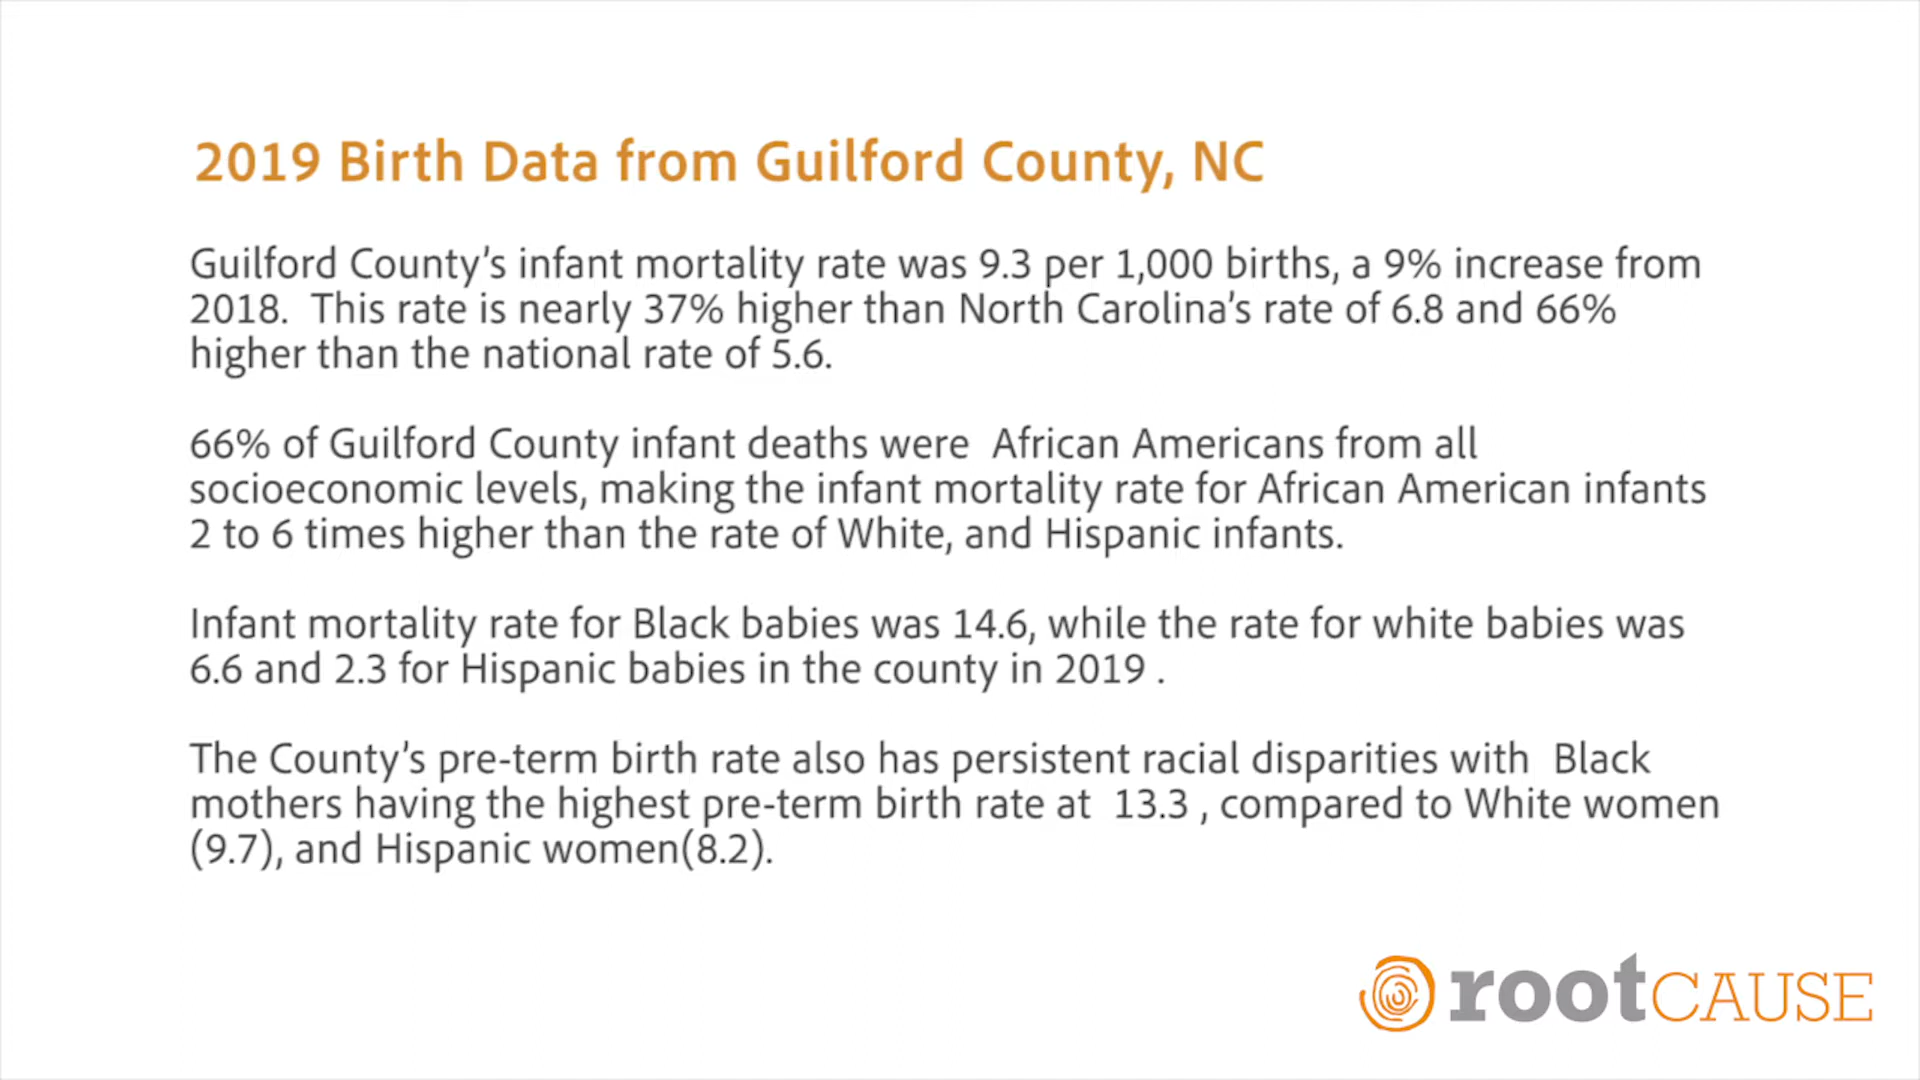 2019 Birth Data from Guilford County, NC
Guilford County’s infant mortality rate was 9.3 per 1,000 births, a 9% increase from
2018.  This rate is nearly 37% higher than North Carolina’s rate of 6.8 and 66%
higher than the national rate of 5.6.
66% of Guilford County infant deaths were  African Americans from all
socioeconomic levels, making the infant mortality rate for African American infants
2 to 6 times higher than the rate of White, and Hispanic infants.
Infant mortality rate for Black babies was 14.6, while the rate for white babies was
6.6 and 2.3 for Hispanic babies in the county in 2019 .
The County’s pre-term birth rate also has persistent racial disparities with  Black
mothers having the highest pre-term birth rate at  13.3 , compared to White women
(9.7), and Hispanic women(8.2).
rootCAUSE